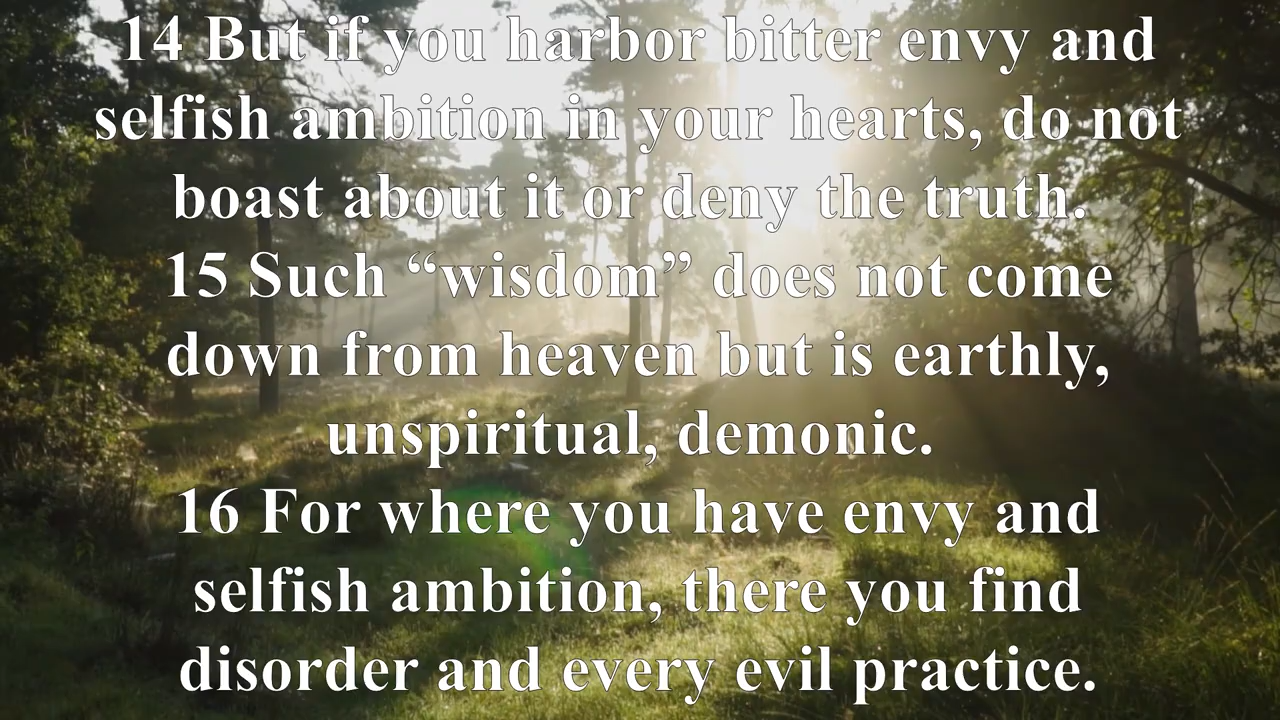 14 But if you harbor bitter envy and
selfish ambition in your hearts, do not
boast about it or deny the truth.
15 Such “wisdom” does not come
down from heaven but is earthly,
unspiritual, demonic.
16 For where you have envy and
selfish ambition, there you find
disorder and every evil practice.